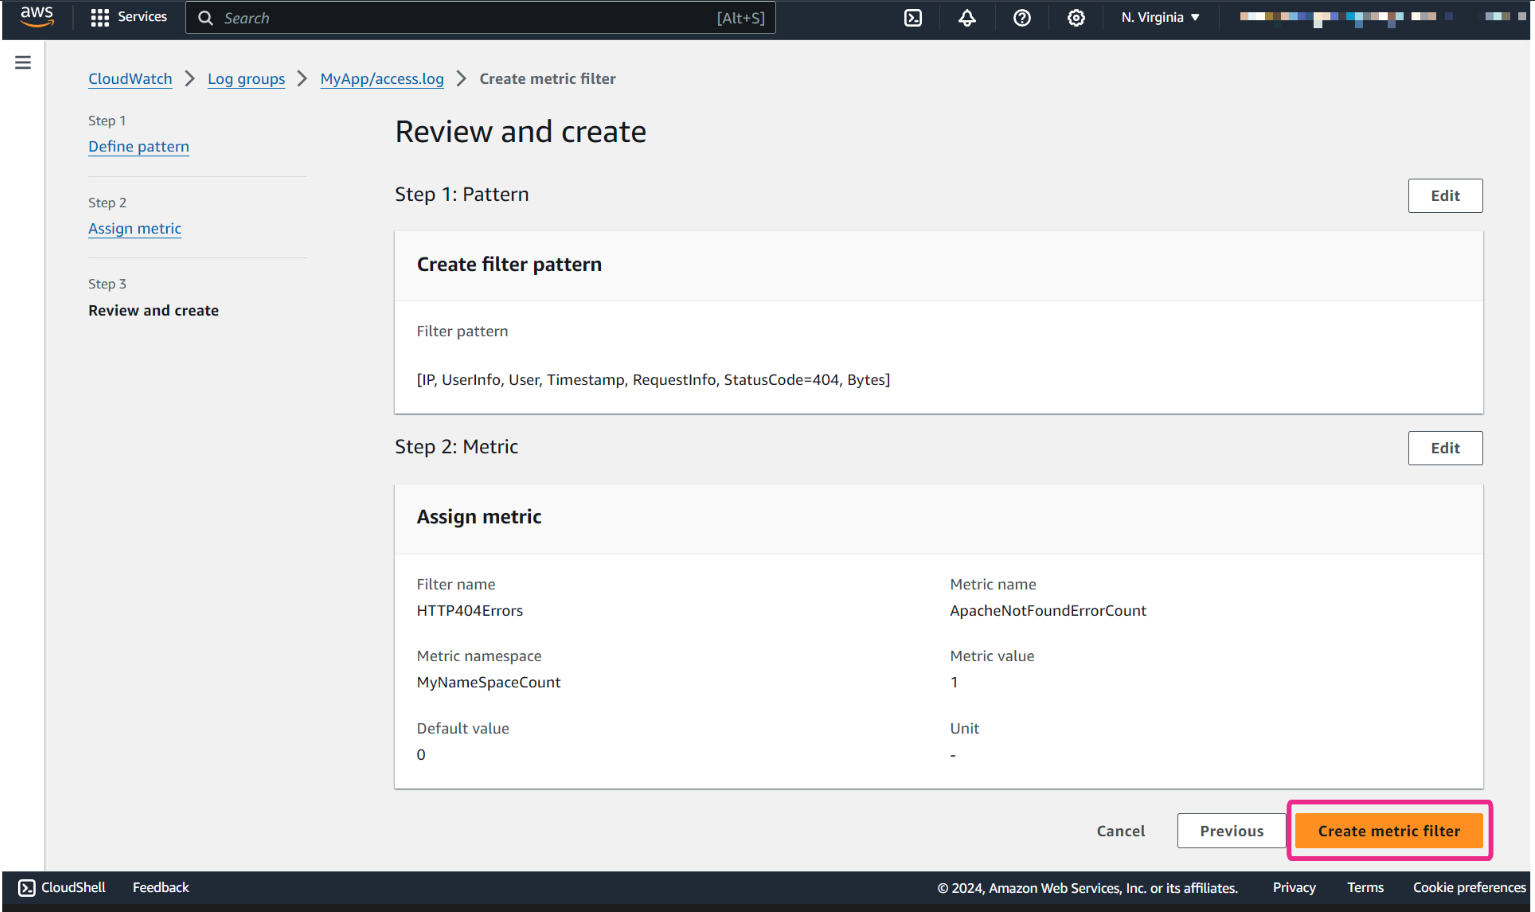 aws Services Search [Alt+S] N. Virginia
CloudWatch Log groups MyApp/access.log Create metric filter
Step 1
Define pattern
Step 2
Assign metric
Step 3
Review and create
Review and create
Step 1: Pattern
Edit
Create filter pattern
Filter pattern
[IP, UserInfo, User, Timestamp, RequestInfo, StatusCode=404, Bytes]
Step 2: Metric
Edit
Assign metric
Filter name
HTTP404Errors
Metric name
ApacheNotFoundErrorCount
Metric namespace
MyNameSpaceCount
Metric value
1
Default value
0
Unit
-
Cancel Previous Create metric filter
CloudShell Feedback © 2024, Amazon Web Services, Inc. or its affiliates. Privacy Terms Cookie preferences